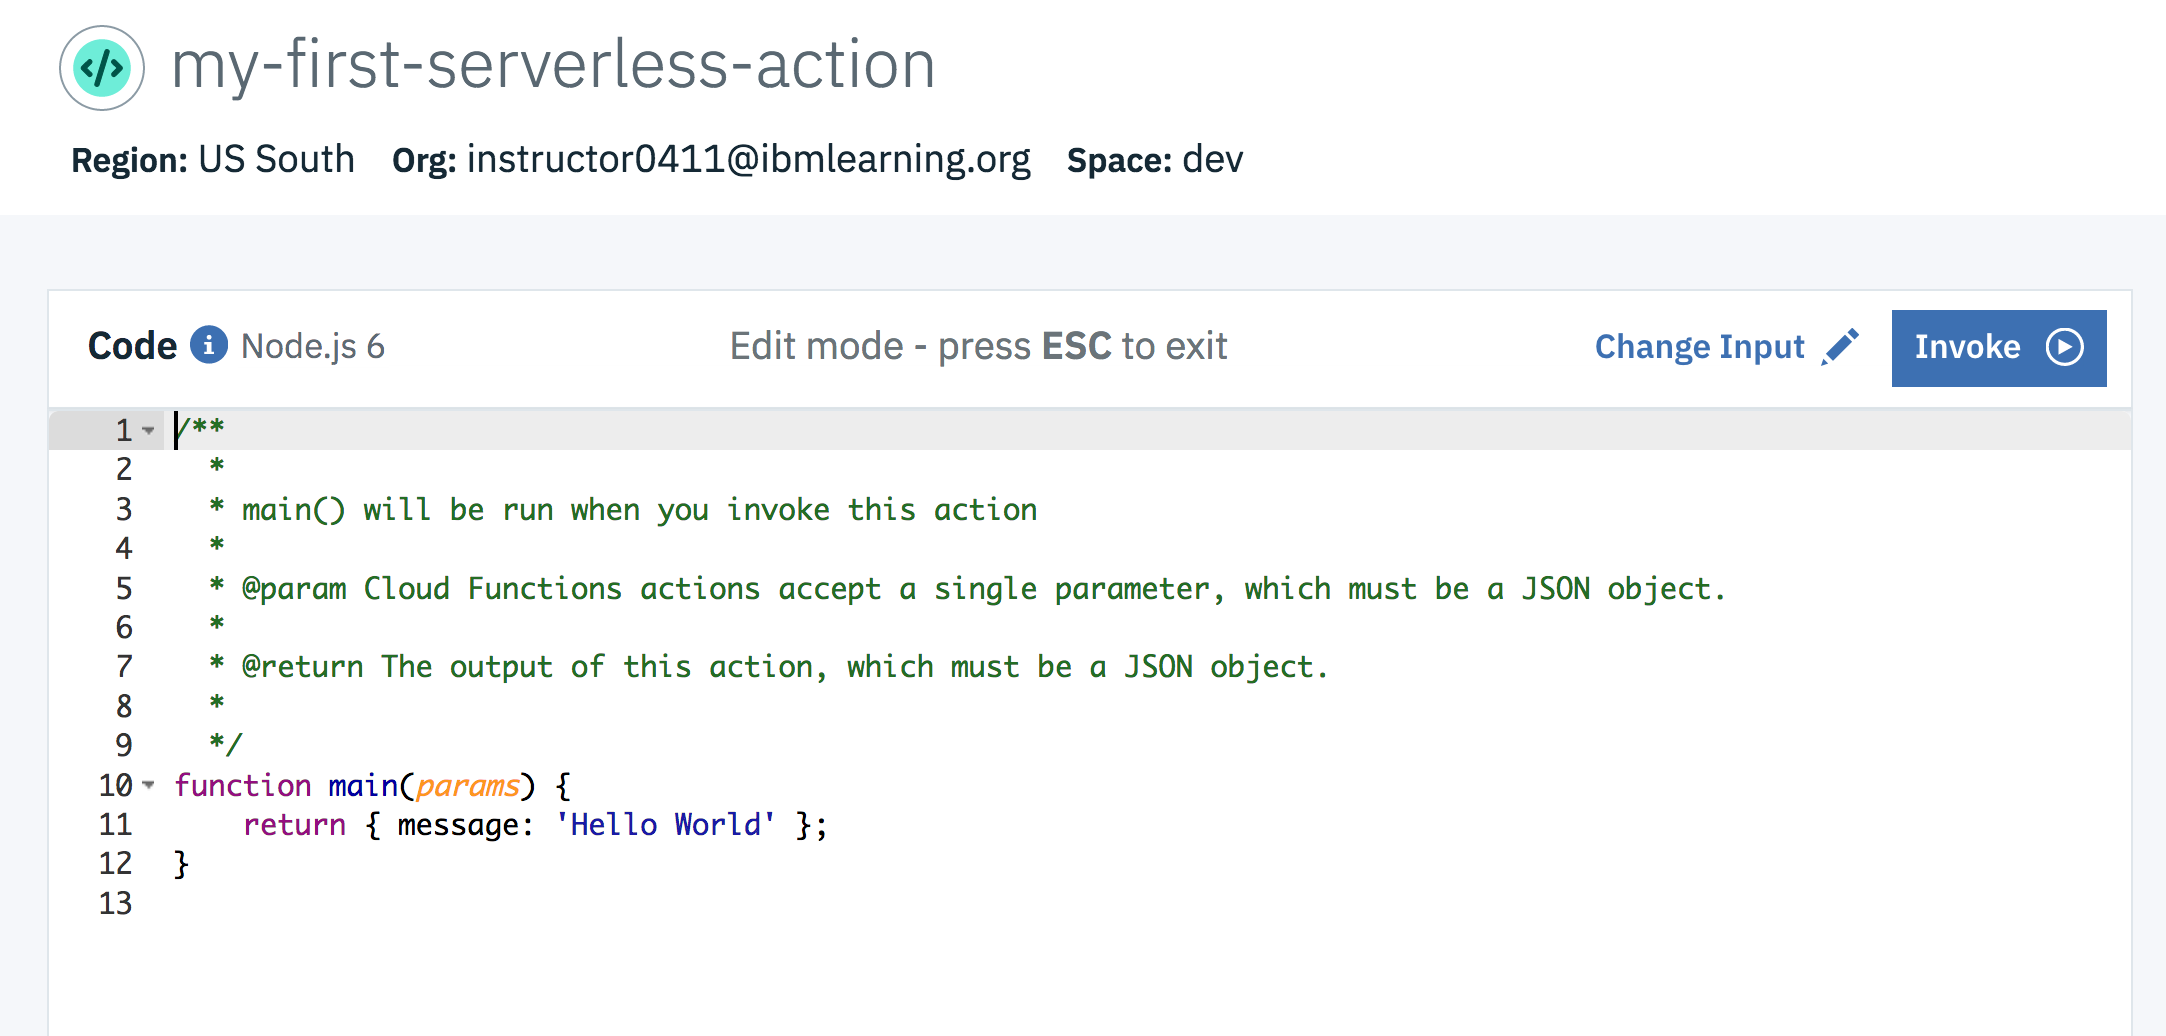 </> my-first-serverless-action
Region: US South Org: instructor0411@ibmlearning.org Space: dev
Code i Node.js 6 Edit mode - press ESC to exit Change Input Invoke
1 /**
2 *
3 * main() will be run when you invoke this action
4 *
5 * @param Cloud Functions actions accept a single parameter, which must be a JSON object.
6 *
7 * @return The output of this action, which must be a JSON object.
8 *
9 */
10 function main(params) {
11 return { message: 'Hello World' };
12 }
13